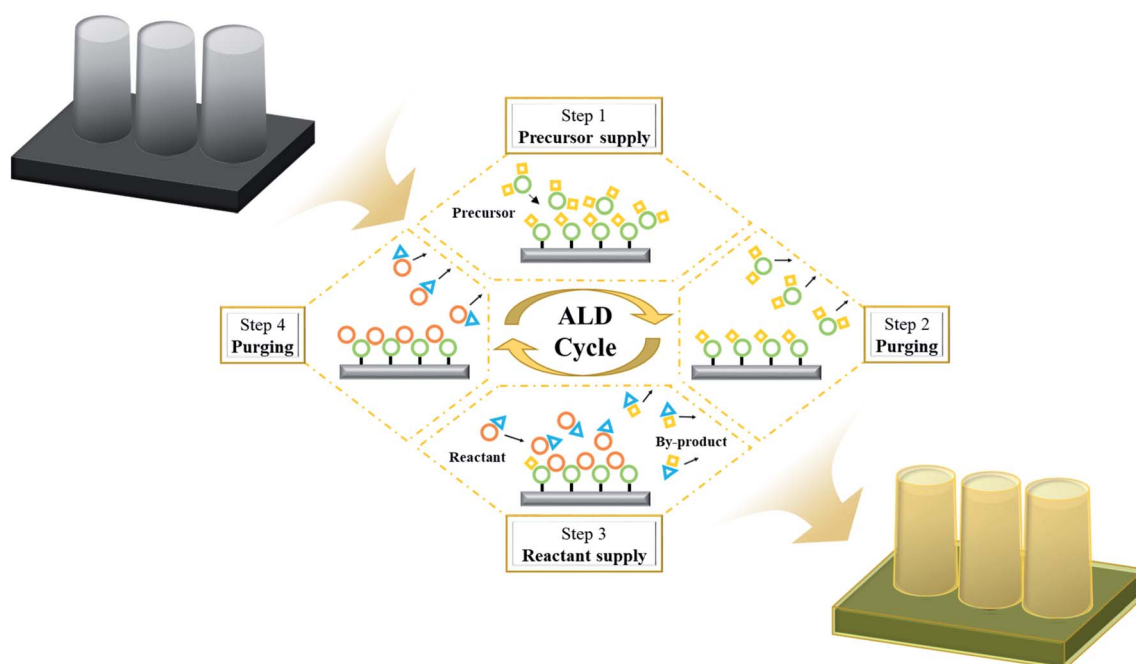 Step 1
Precursor supply
Precursor
Step 4
Purging
ALD
Cycle
Step 2
Purging
Reactant
By-product
Step 3
Reactant supply